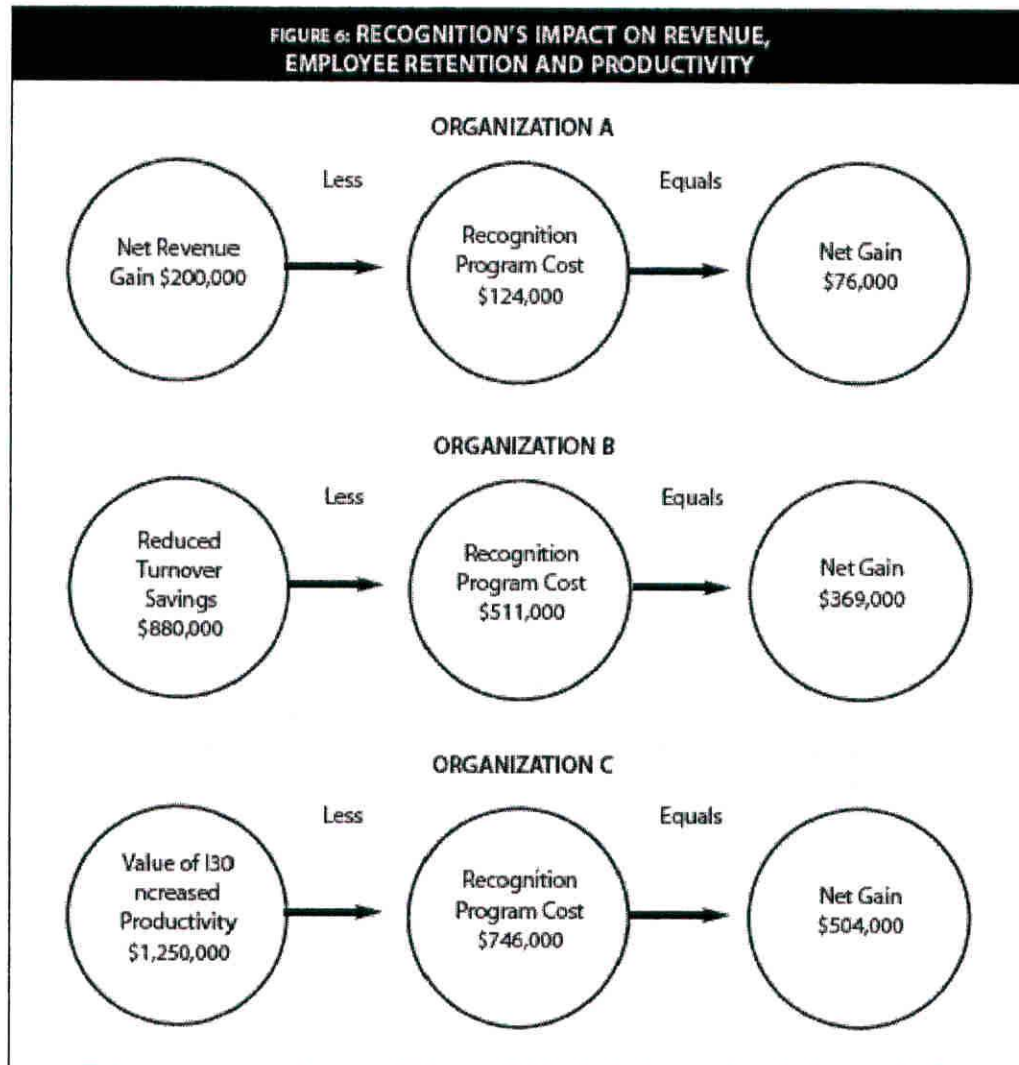 FIGURE 6: RECOGNITION'S IMPACT ON REVENUE,
EMPLOYEE RETENTION AND PRODUCTIVITY
ORGANIZATION A
Less
Equals
Net Revenue
Gain $200,000
Recognition
Program Cost
$124,000
Net Gain
$76,000
ORGANIZATION B
Less
Equals
Reduced
Turnover
Savings
$880,000
Recognition
Program Cost
$511,000
Net Gain
$369,000
ORGANIZATION C
Less
Equals
Value of I30
ncreased
Productivity
$1,250,000
Recognition
Program Cost
$746,000
Net Gain
$504,000